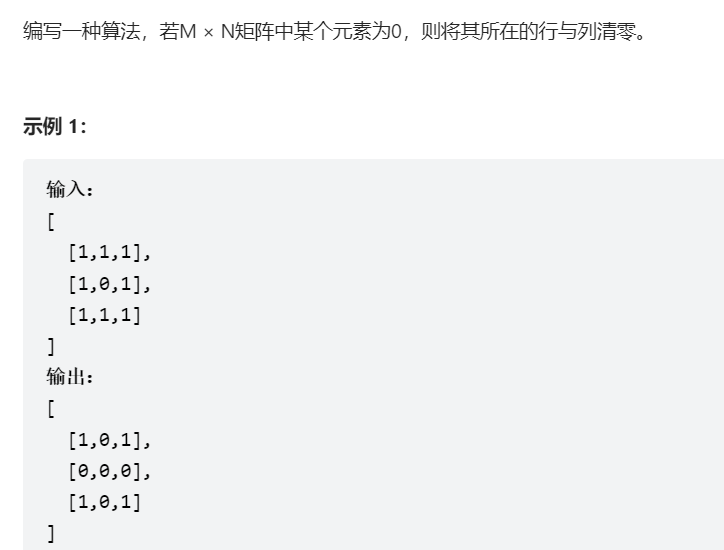 编写一种算法，若M × N矩阵中某个元素为0，则将其所在的行与列清零。
示例 1：
输入：
[
  [1,1,1],
  [1,0,1],
  [1,1,1]
]
输出：
[
  [1,0,1],
  [0,0,0],
  [1,0,1]
]